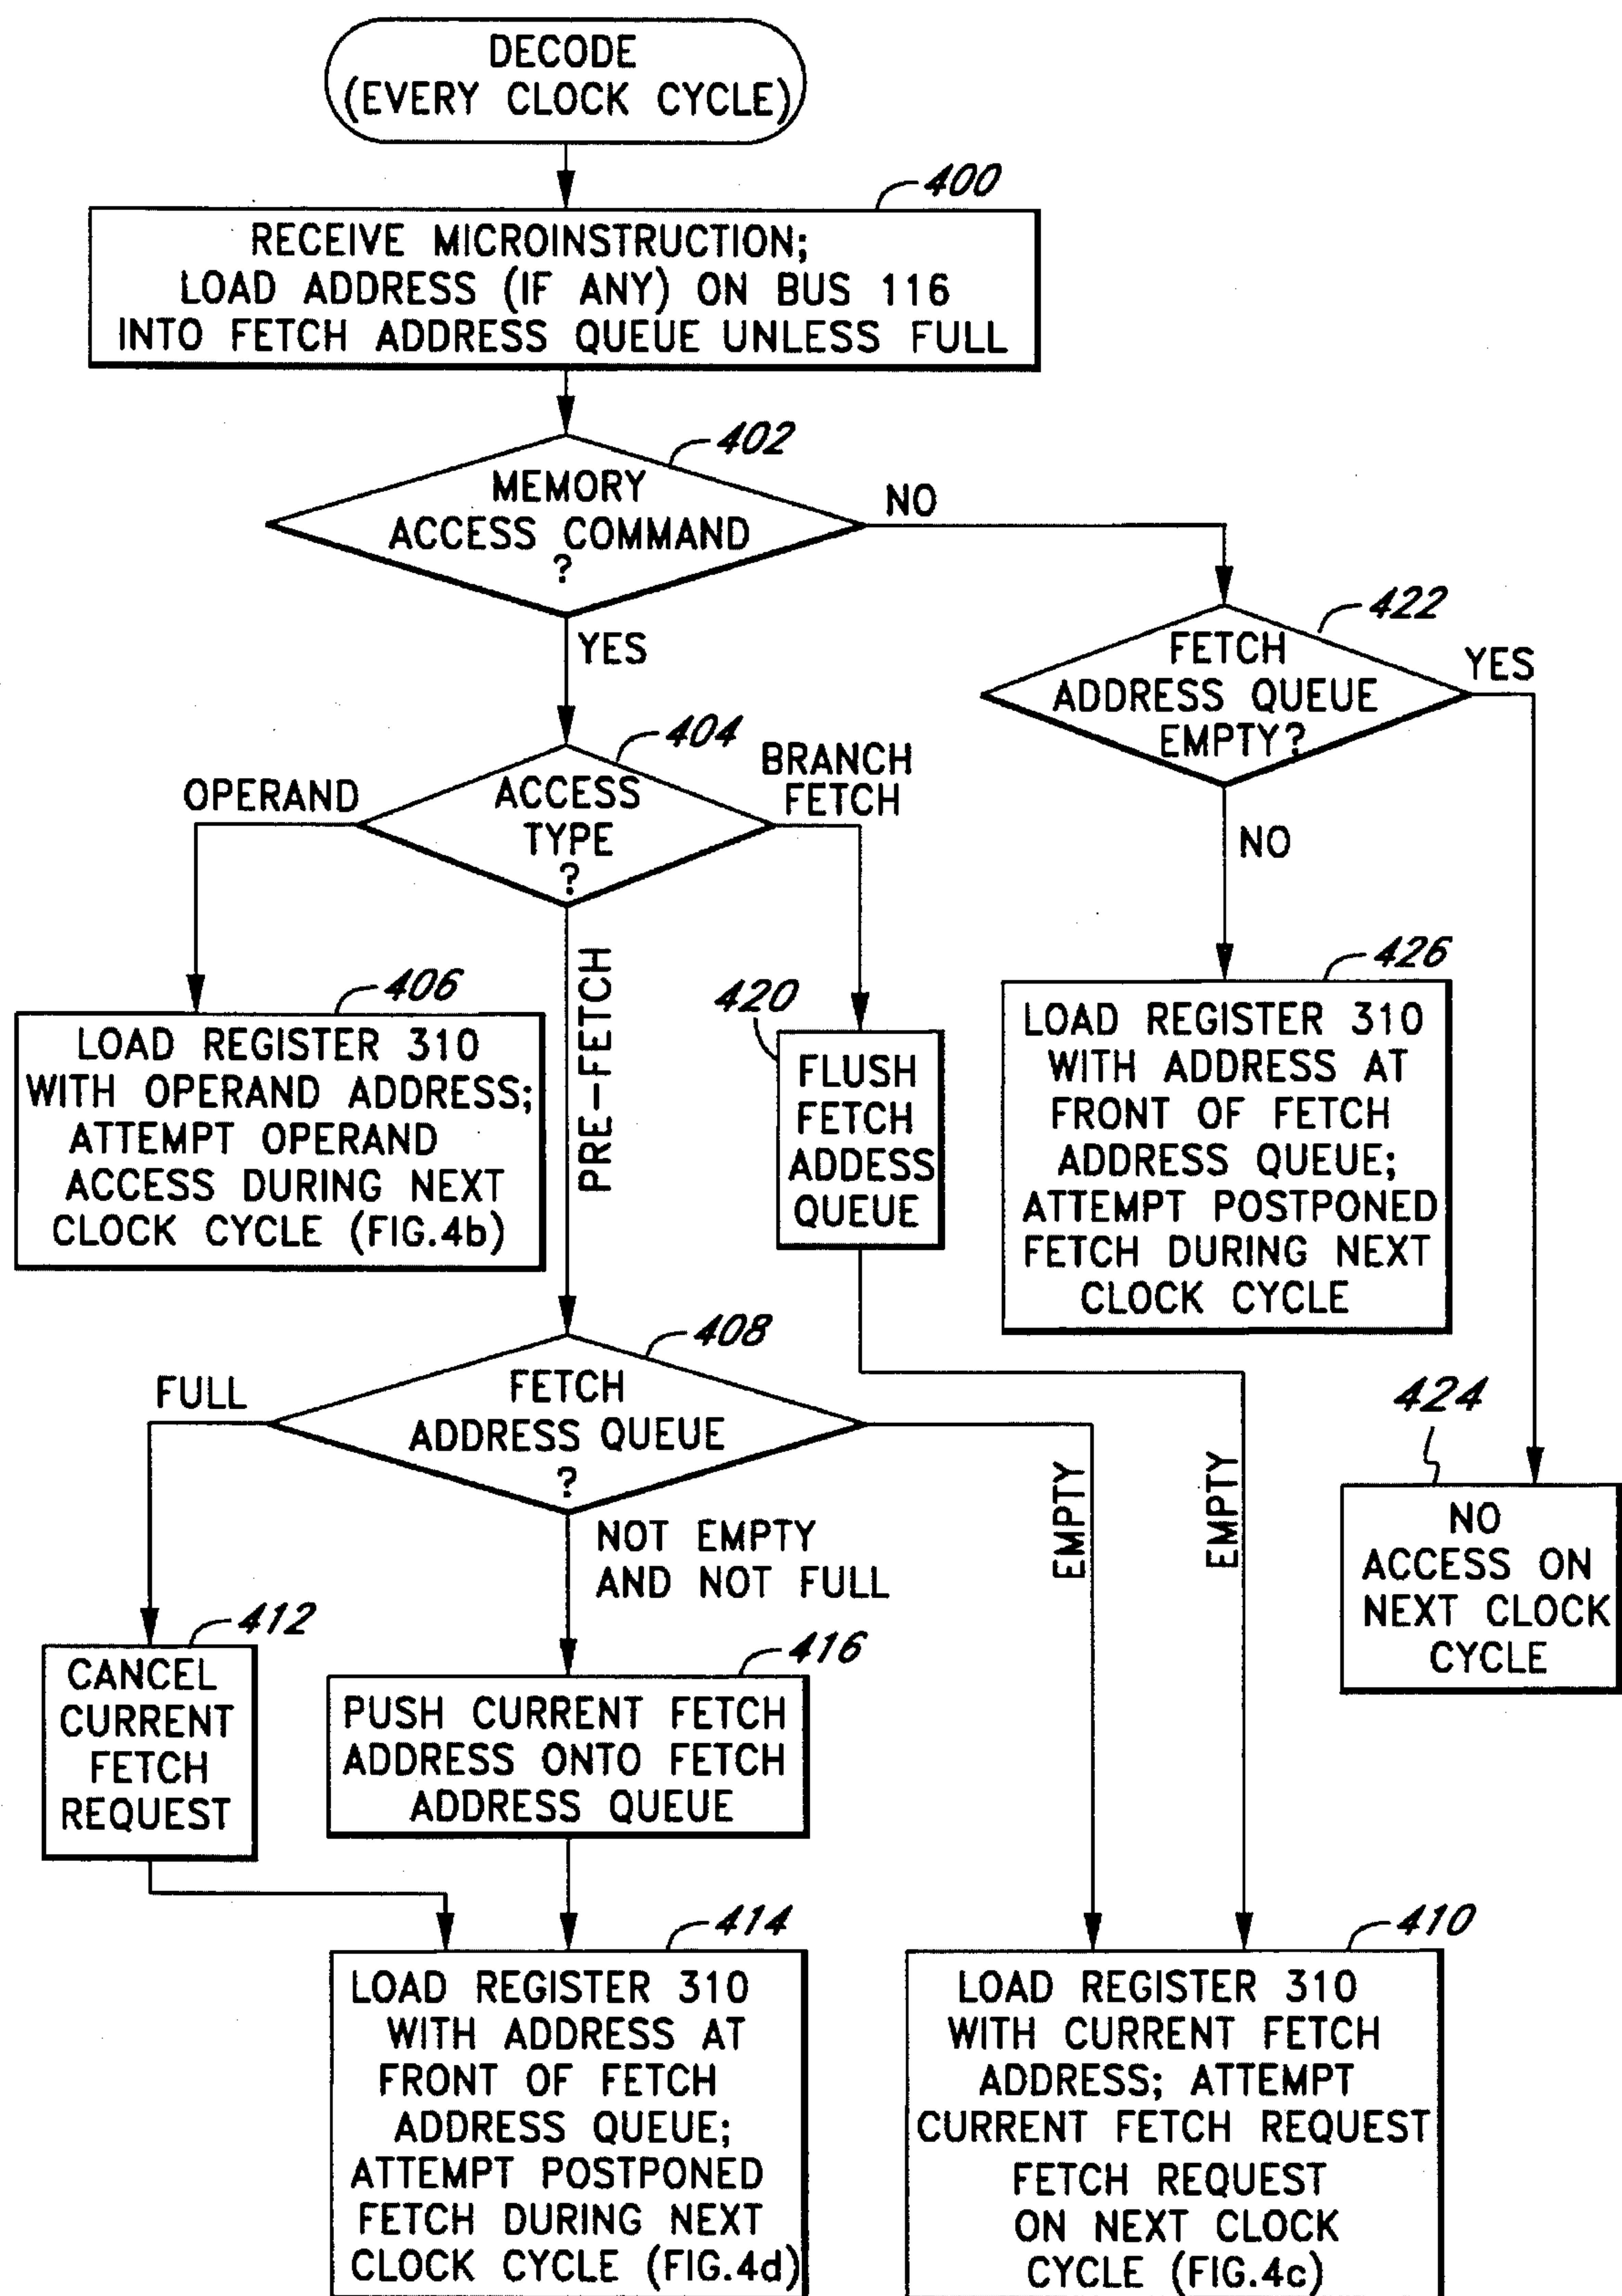 DECODE
(EVERY CLOCK CYCLE)
400
RECEIVE MICROINSTRUCTION;
LOAD ADDRESS (IF ANY) ON BUS 116
INTO FETCH ADDRESS QUEUE UNLESS FULL
402
MEMORY
ACCESS COMMAND
?
NO
YES
422
FETCH
ADDRESS QUEUE
EMPTY?
YES
NO
404
ACCESS
TYPE
?
OPERAND
BRANCH
FETCH
PRE-FETCH
406
LOAD REGISTER 310
WITH OPERAND ADDRESS;
ATTEMPT OPERAND
ACCESS DURING NEXT
CLOCK CYCLE (FIG.4b)
420
FLUSH
FETCH
ADDESS
QUEUE
426
LOAD REGISTER 310
WITH ADDRESS AT
FRONT OF FETCH
ADDRESS QUEUE;
ATTEMPT POSTPONED
FETCH DURING NEXT
CLOCK CYCLE
408
FETCH
ADDRESS QUEUE
?
FULL
NOT EMPTY
AND NOT FULL
EMPTY
EMPTY
424
NO
ACCESS ON
NEXT CLOCK
CYCLE
412
CANCEL
CURRENT
FETCH
REQUEST
416
PUSH CURRENT FETCH
ADDRESS ONTO FETCH
ADDRESS QUEUE
414
LOAD REGISTER 310
WITH ADDRESS AT
FRONT OF FETCH
ADDRESS QUEUE;
ATTEMPT POSTPONED
FETCH DURING NEXT
CLOCK CYCLE (FIG.4d)
410
LOAD REGISTER 310
WITH CURRENT FETCH
ADDRESS; ATTEMPT
CURRENT FETCH REQUEST
FETCH REQUEST
ON NEXT CLOCK
CYCLE (FIG.4c)